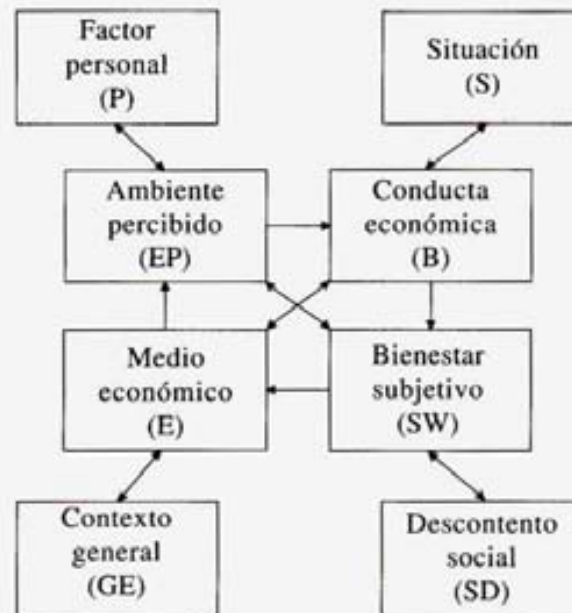 Factor
personal
(P)
Situación
(S)
Ambiente
percibido
(EP)
Conducta
económica
(B)
Medio
económico
(E)
Bienestar
subjetivo
(SW)
Contexto
general
(GE)
Descontento
social
(SD)